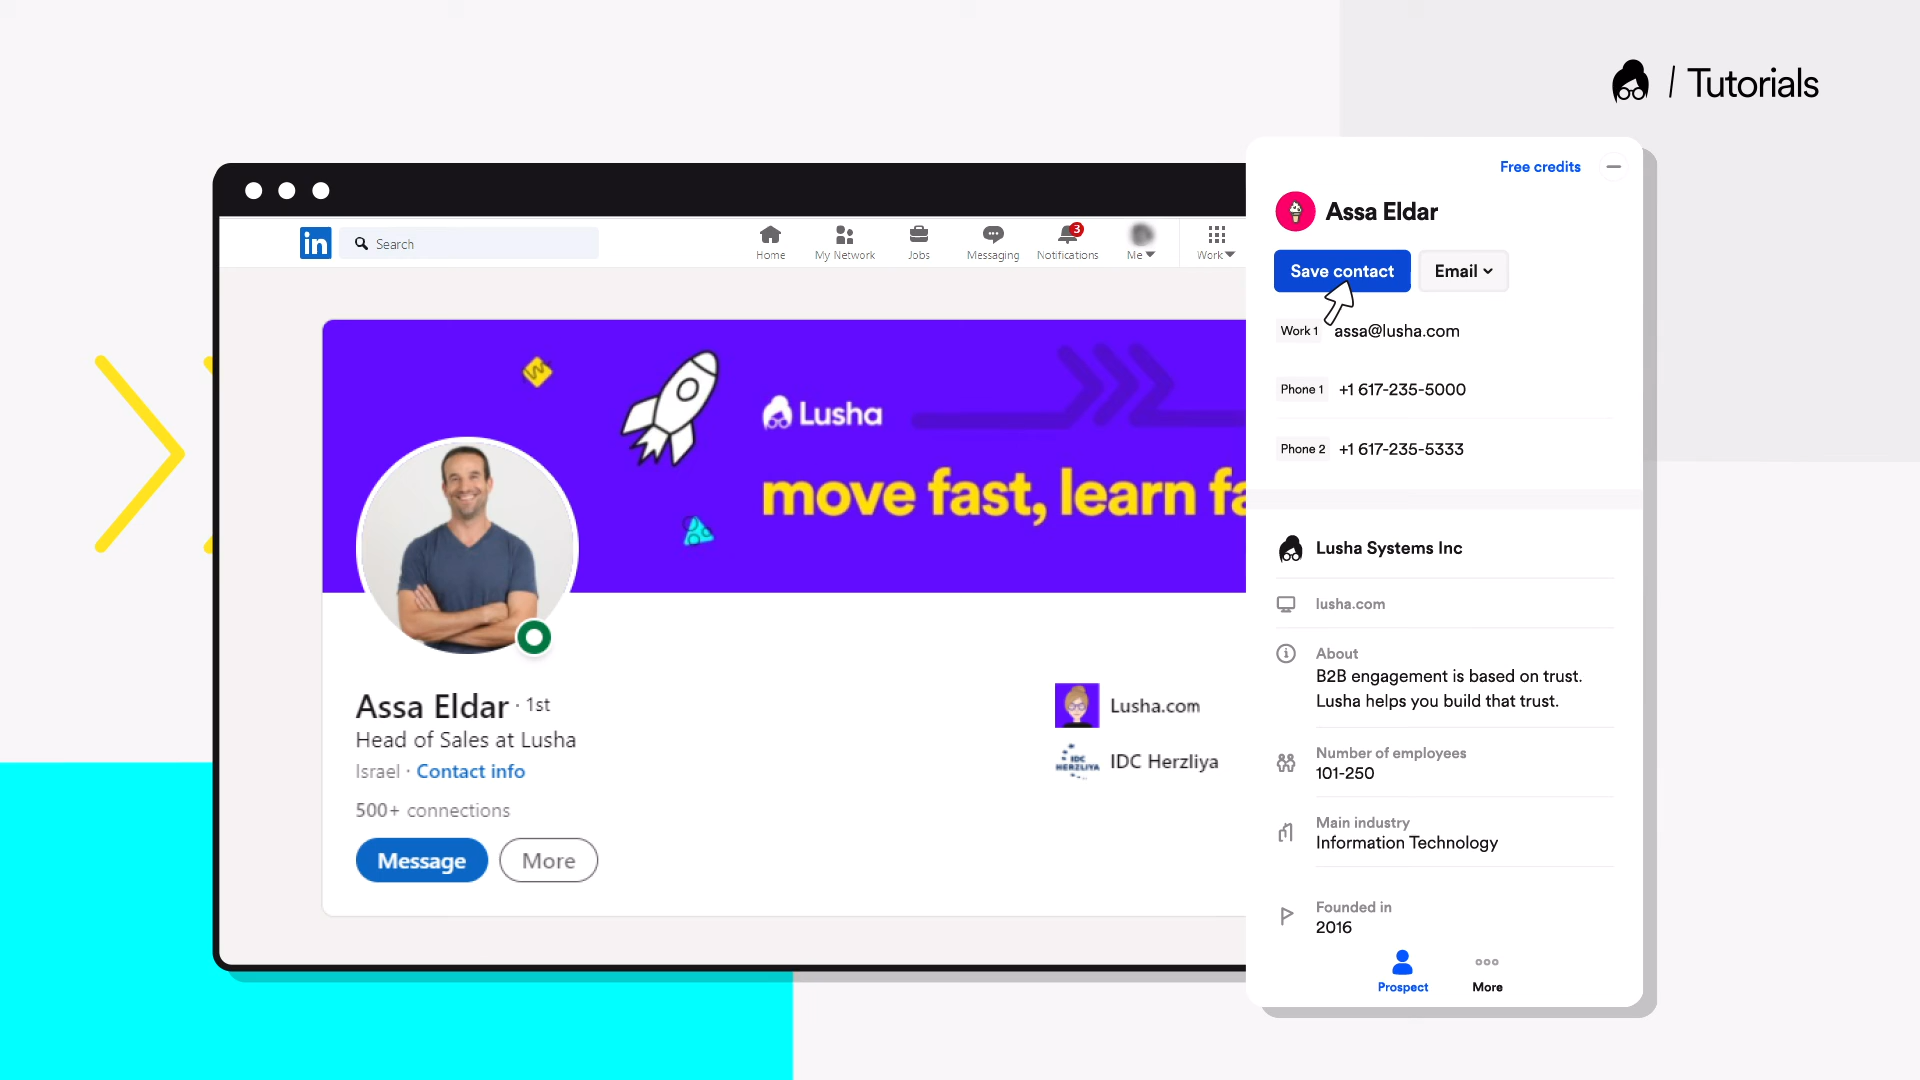 / Tutorials
Free credits
Assa Eldar
Save contact
Email
Work 1 assa@lusha.com
Phone 1 +1 617-235-5000
Phone 2 +1 617-235-5333
Lusha Systems Inc
lusha.com
About
B2B engagement is based on trust.
Lusha helps you build that trust.
Number of employees
101-250
Main industry
Information Technology
Founded in
2016
Prospect
More
in
Search
Home
My Network
Jobs
Messaging
3
Notifications
Me
Work
Lusha
move fast, learn fa
Assa Eldar · 1st
Head of Sales at Lusha
Israel · Contact info
500+ connections
Message
More
Lusha.com
IDC
HERZLIYA
IDC Herzliya